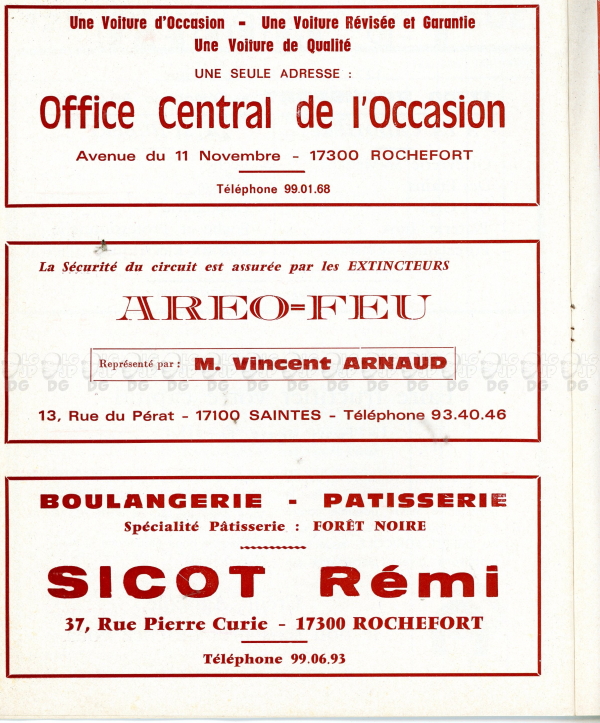 Une Voiture d'Occasion - Une Voiture Révisée et Garantie
Une Voiture de Qualité
UNE SEULE ADRESSE :
Office Central de l'Occasion
Avenue du 11 Novembre - 17300 ROCHEFORT
Téléphone 99.01.68
La Sécurité du circuit est assurée par les EXTINCTEURS
AREO=FEU
Représenté par : M. Vincent ARNAUD
13, Rue du Pérat - 17100 SAINTES - Téléphone 93.40.46
BOULANGERIE - PATISSERIE
Spécialité Pâtisserie : FORÊT NOIRE
SICOT Rémi
37, Rue Pierre Curie - 17300 ROCHEFORT
Téléphone 99.06.93